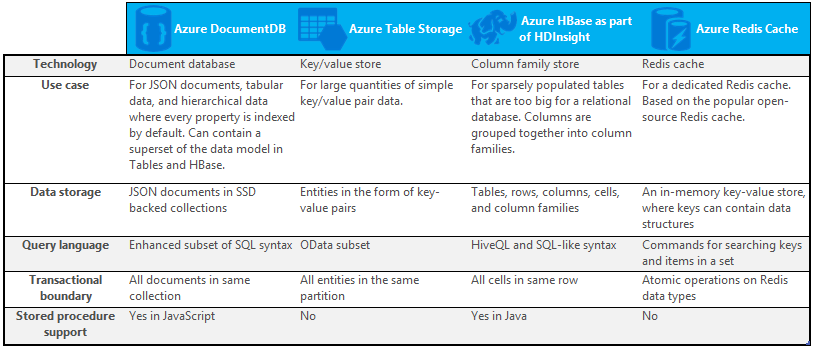 Azure DocumentDB
Azure Table Storage
Azure HBase as part
of HDInsight
Azure Redis Cache
Technology
Document database
Key/value store
Column family store
Redis cache
Use case
For JSON documents, tabular
data, and hierarchical data
where every property is indexed
by default. Can contain a
superset of the data model in
Tables and HBase.
For large quantities of simple
key/value pair data.
For sparsely populated tables
that are too big for a relational
database. Columns are
grouped together into column
families.
For a dedicated Redis cache.
Based on the popular open-
source Redis cache.
Data storage
JSON documents in SSD
backed collections
Entities in the form of key-
value pairs
Tables, rows, columns, cells,
and column families
An in-memory key-value store,
where keys can contain data
structures
Query language
Enhanced subset of SQL syntax
OData subset
HiveQL and SQL-like syntax
Commands for searching keys
and items in a set
Transactional
boundary
All documents in same
collection
All entities in the same
partition
All cells in same row
Atomic operations on Redis
data types
Stored procedure
support
Yes in JavaScript
No
Yes in Java
No